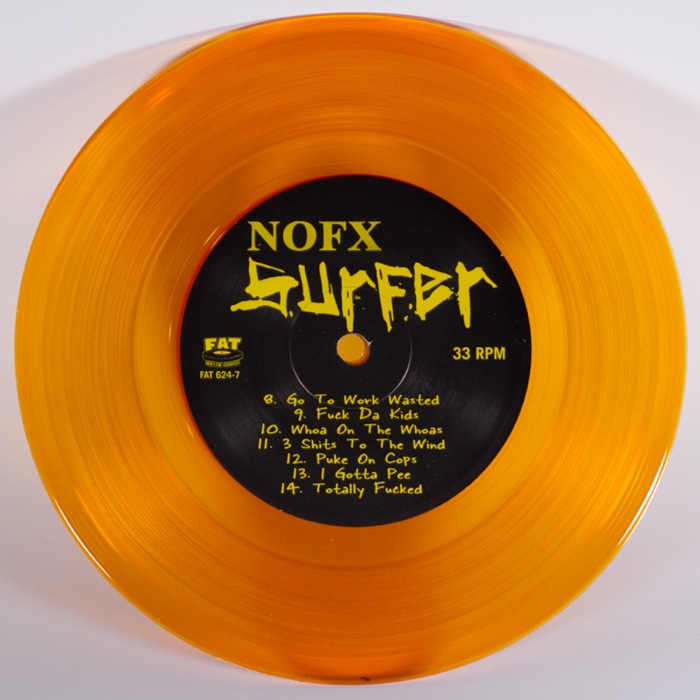 NOFX
Surfer
FAT
FAT 624-7
33 RPM
8. Go To Work Wasted
9. Fuck Da Kids
10. Whoa On The Whoas
11. 3 Shits To The Wind
12. Puke On Cops
13. I Gotta Pee
14. Totally Fucked